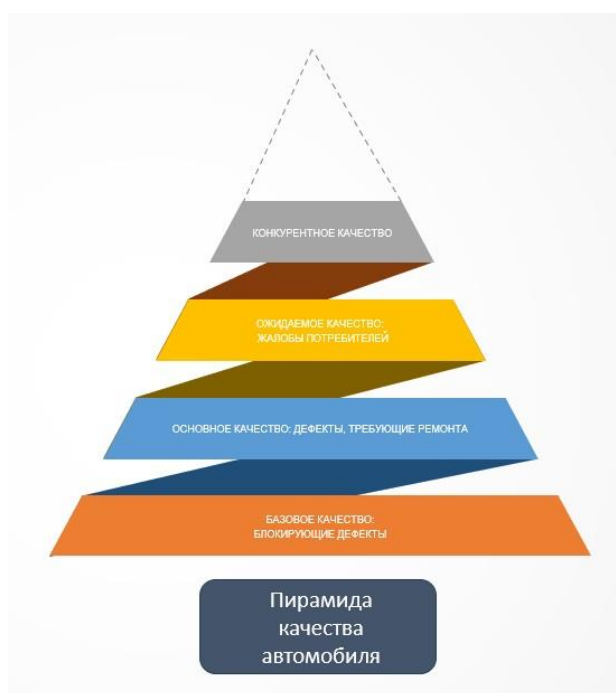 КОНКУРЕНТНОЕ КАЧЕСТВО
ОЖИДАЕМОЕ КАЧЕСТВО:
ЖАЛОБЫ ПОТРЕБИТЕЛЕЙ
ОСНОВНОЕ КАЧЕСТВО: ДЕФЕКТЫ, ТРЕБУЮЩИЕ РЕМОНТА
БАЗОВОЕ КАЧЕСТВО:
БЛОКИРУЮЩИЕ ДЕФЕКТЫ
Пирамида
качества
автомобиля